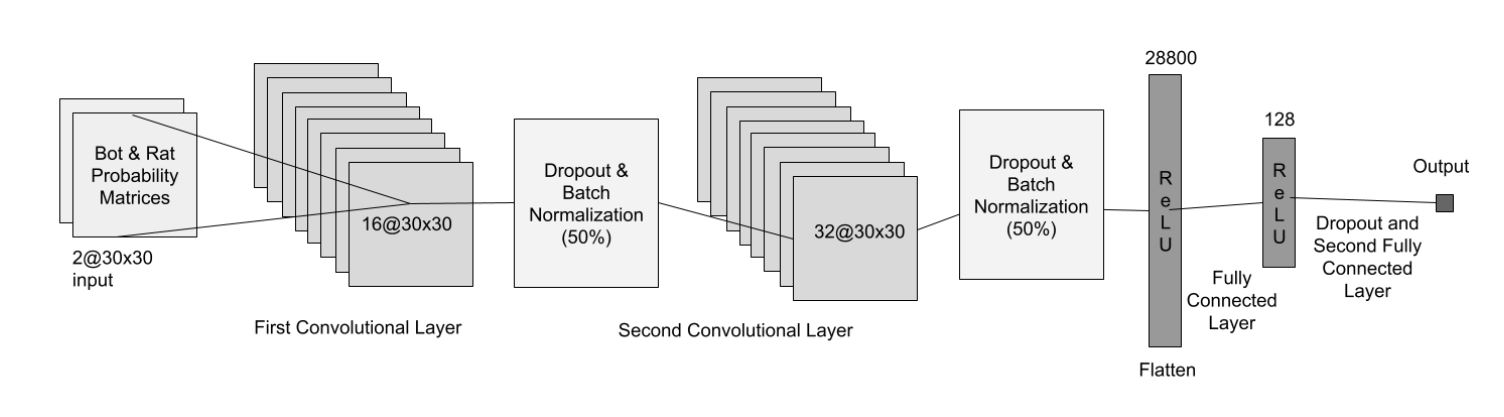 Bot & Rat
Probability
Matrices
2@30x30
input
16@30x30
First Convolutional Layer
Dropout &
Batch
Normalization
(50%)
32@30x30
Second Convolutional Layer
Dropout &
Batch
Normalization
(50%)
28800
ReLU
Flatten
Fully
Connected
Layer
128
ReLU
Dropout and
Second Fully
Connected
Layer
Output